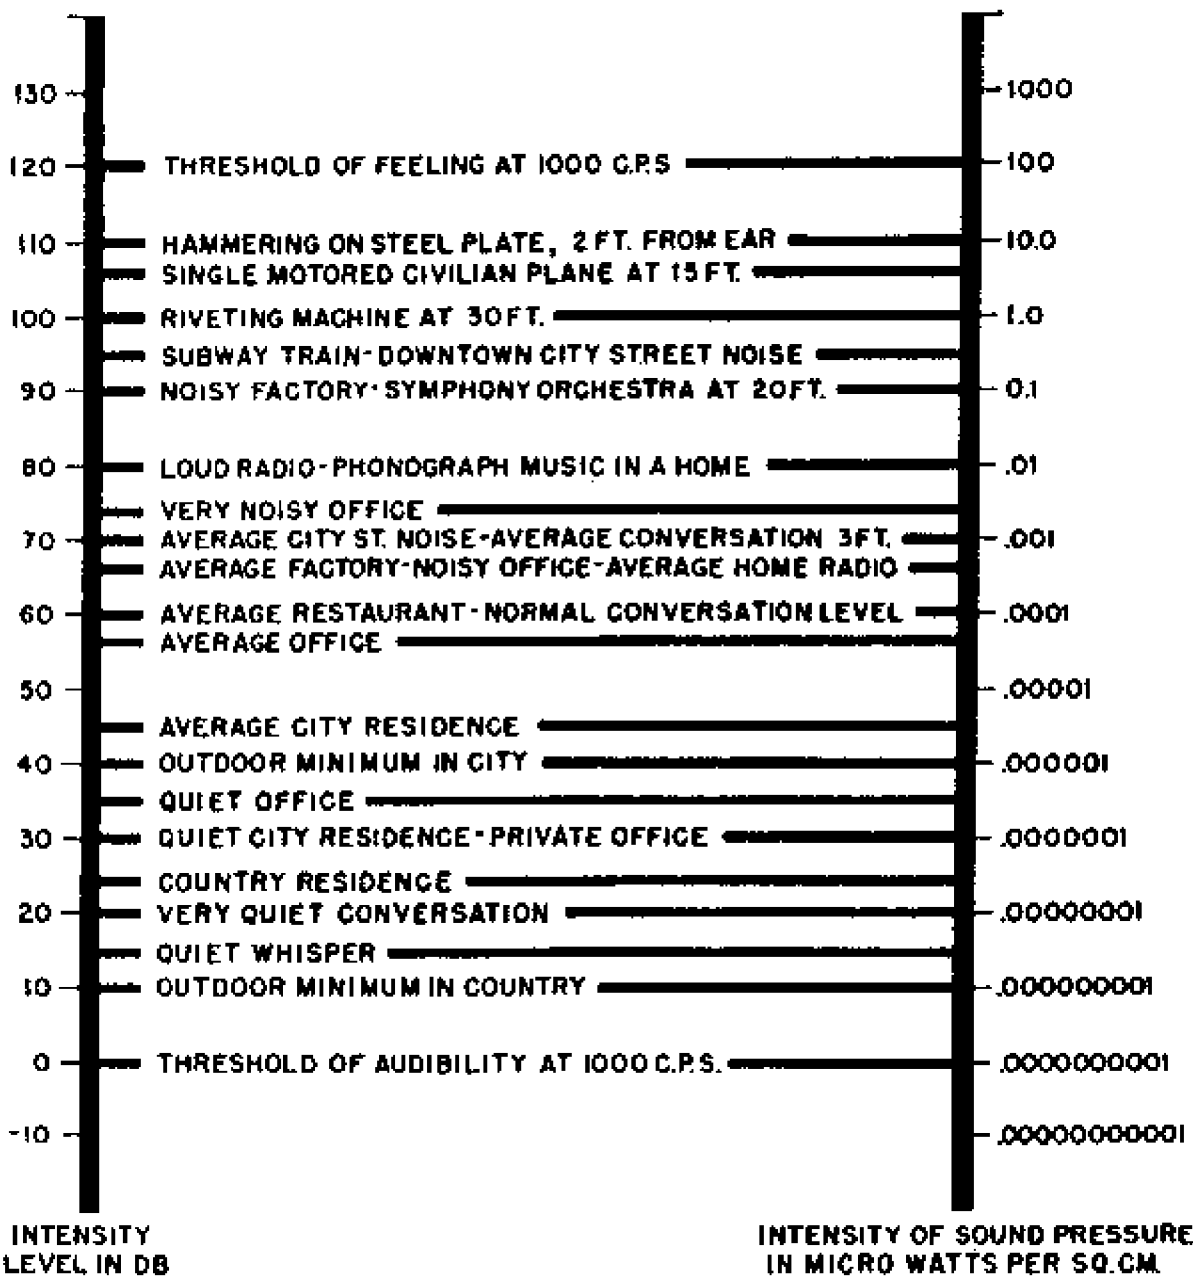 130 1000
120 THRESHOLD OF FEELING AT 1000 C.P.S 100
110 HAMMERING ON STEEL PLATE, 2 FT. FROM EAR 10.0
SINGLE MOTORED CIVILIAN PLANE AT 15 FT.
100 RIVETING MACHINE AT 30 FT. 1.0
SUBWAY TRAIN-DOWNTOWN CITY STREET NOISE
90 NOISY FACTORY-SYMPHONY ORCHESTRA AT 20 FT. 0.1
80 LOUD RADIO-PHONOGRAPH MUSIC IN A HOME .01
VERY NOISY OFFICE
70 AVERAGE CITY ST. NOISE-AVERAGE CONVERSATION 3 FT. .001
AVERAGE FACTORY-NOISY OFFICE-AVERAGE HOME RADIO
60 AVERAGE RESTAURANT-NORMAL CONVERSATION LEVEL .0001
AVERAGE OFFICE
50 .00001
AVERAGE CITY RESIDENCE
40 OUTDOOR MINIMUM IN CITY .000001
QUIET OFFICE
30 QUIET CITY RESIDENCE-PRIVATE OFFICE .0000001
COUNTRY RESIDENCE
20 VERY QUIET CONVERSATION .00000001
QUIET WHISPER
10 OUTDOOR MINIMUM IN COUNTRY .000000001
0 THRESHOLD OF AUDIBILITY AT 1000 C.P.S. .0000000001
-10 .00000000001
INTENSITY
LEVEL IN DB
INTENSITY OF SOUND PRESSURE
IN MICRO WATTS PER SQ.CM.